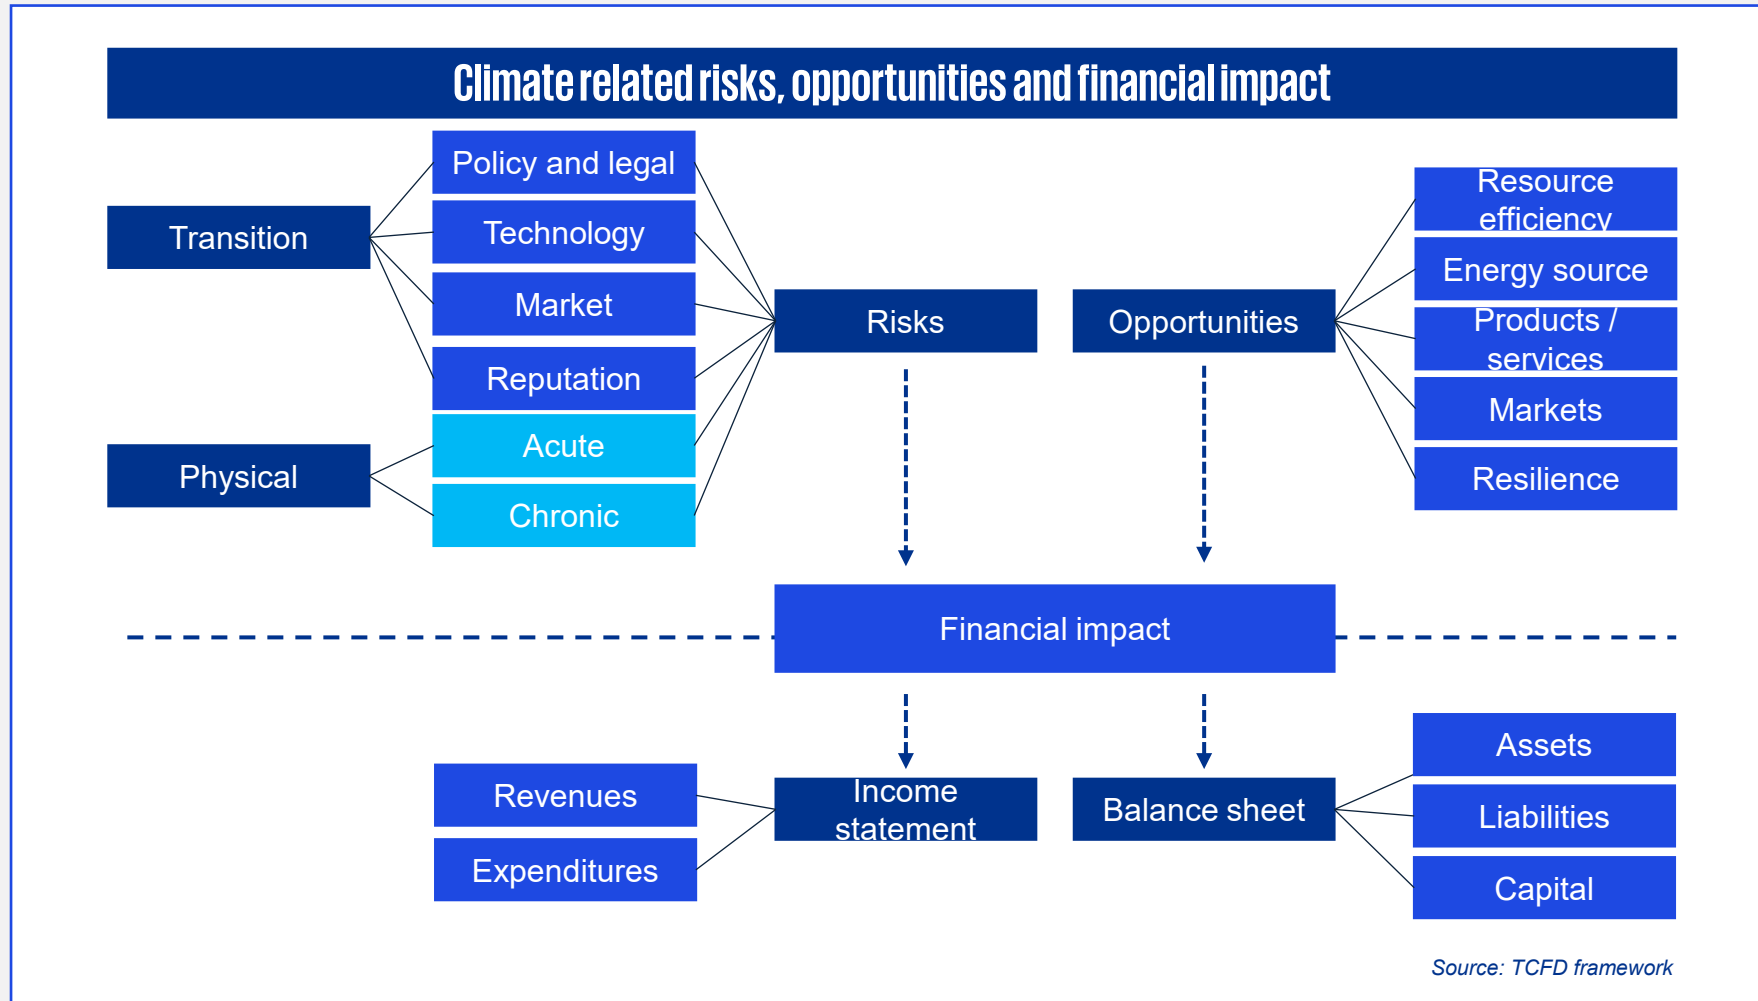 Climate related risks, opportunities and financial impact
Transition
Physical
Policy and legal
Technology
Market
Reputation
Acute
Chronic
Risks
Opportunities
Resource
efficiency
Energy source
Products /
services
Markets
Resilience
Financial impact
Revenues
Expenditures
Income
statement
Balance sheet
Assets
Liabilities
Capital
Source: TCFD framework